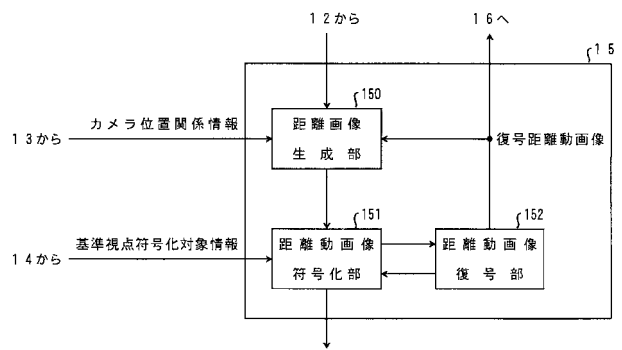 12から
16へ
15
150
カメラ位置関係情報
13から
距離画像
生成部
復号距離動画像
151
152
基準視点符号化対象情報
14から
距離動画像
符号化部
距離動画像
復号部